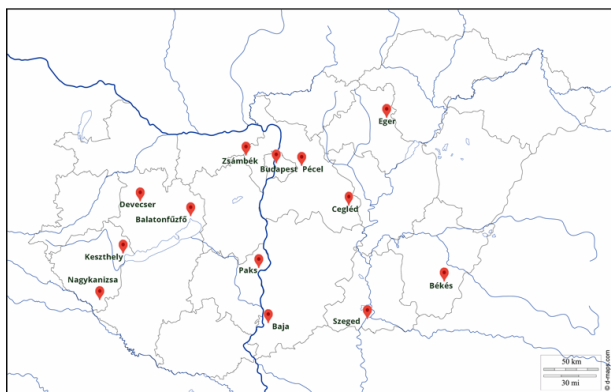 Eger
Zsámbék
Budapest
Pécel
Devecser
Cegléd
Balatonfűzfő
Keszthely
Paks
Nagykanizsa
Békés
Baja
Szeged
50 km
30 mi
© d-maps.com